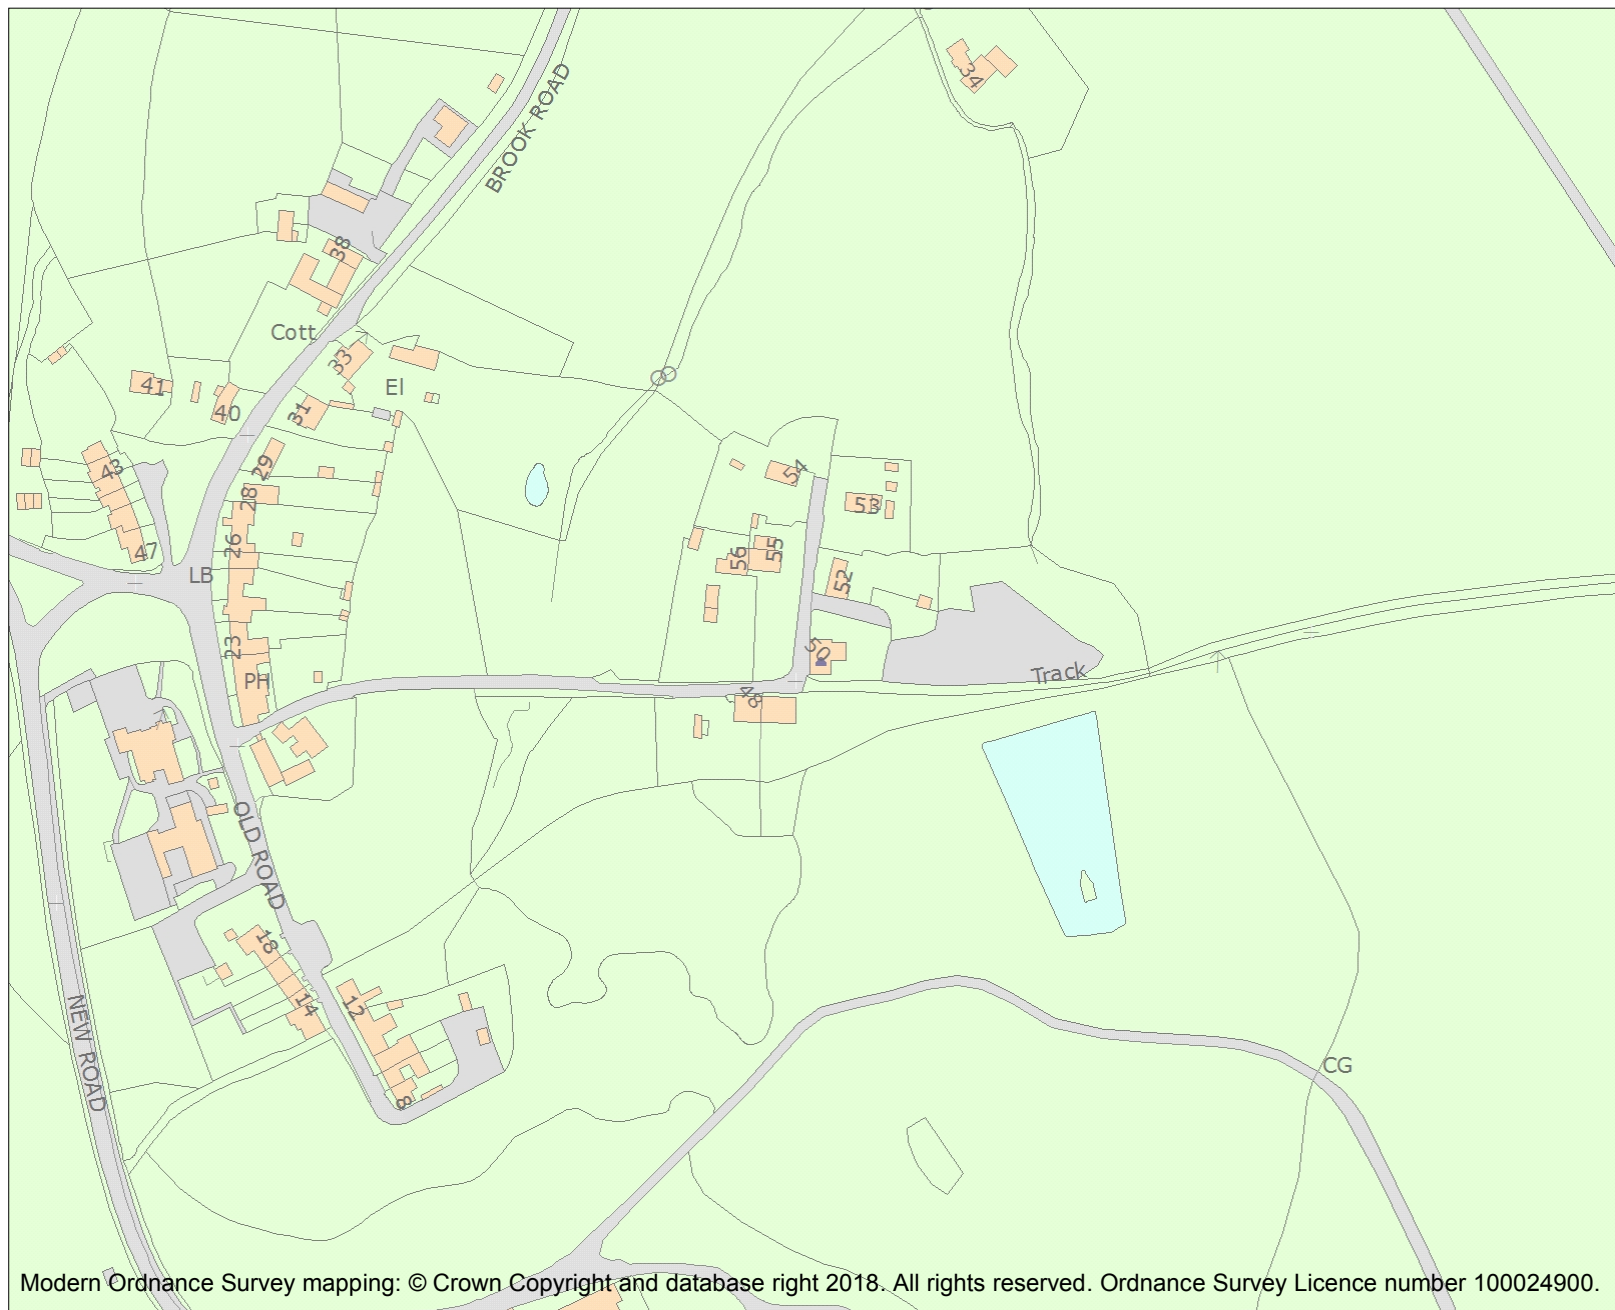 34
BROOK ROAD
38
Cott
33
El
41
40
31
43
29
28
54
53
26
47
56
55
LB
52
23
50
PH
Track
48
OLD ROAD
18
14
12
NEW ROAD
CG
8
Modern Ordnance Survey mapping: © Crown Copyright and database right 2018. All rights reserved. Ordnance Survey Licence number 100024900.